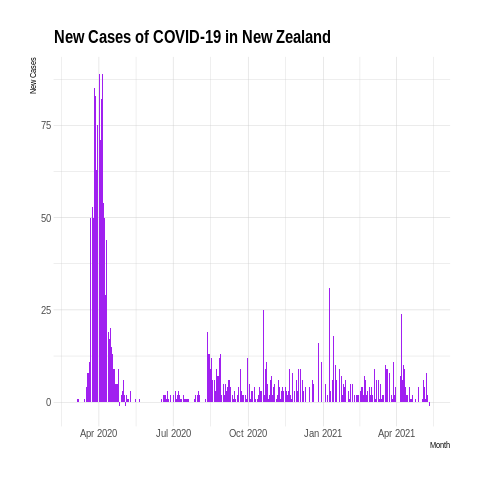 New Cases of COVID-19 in New Zealand
New Cases
75
50
25
0
Apr 2020 Jul 2020 Oct 2020 Jan 2021 Apr 2021
Month